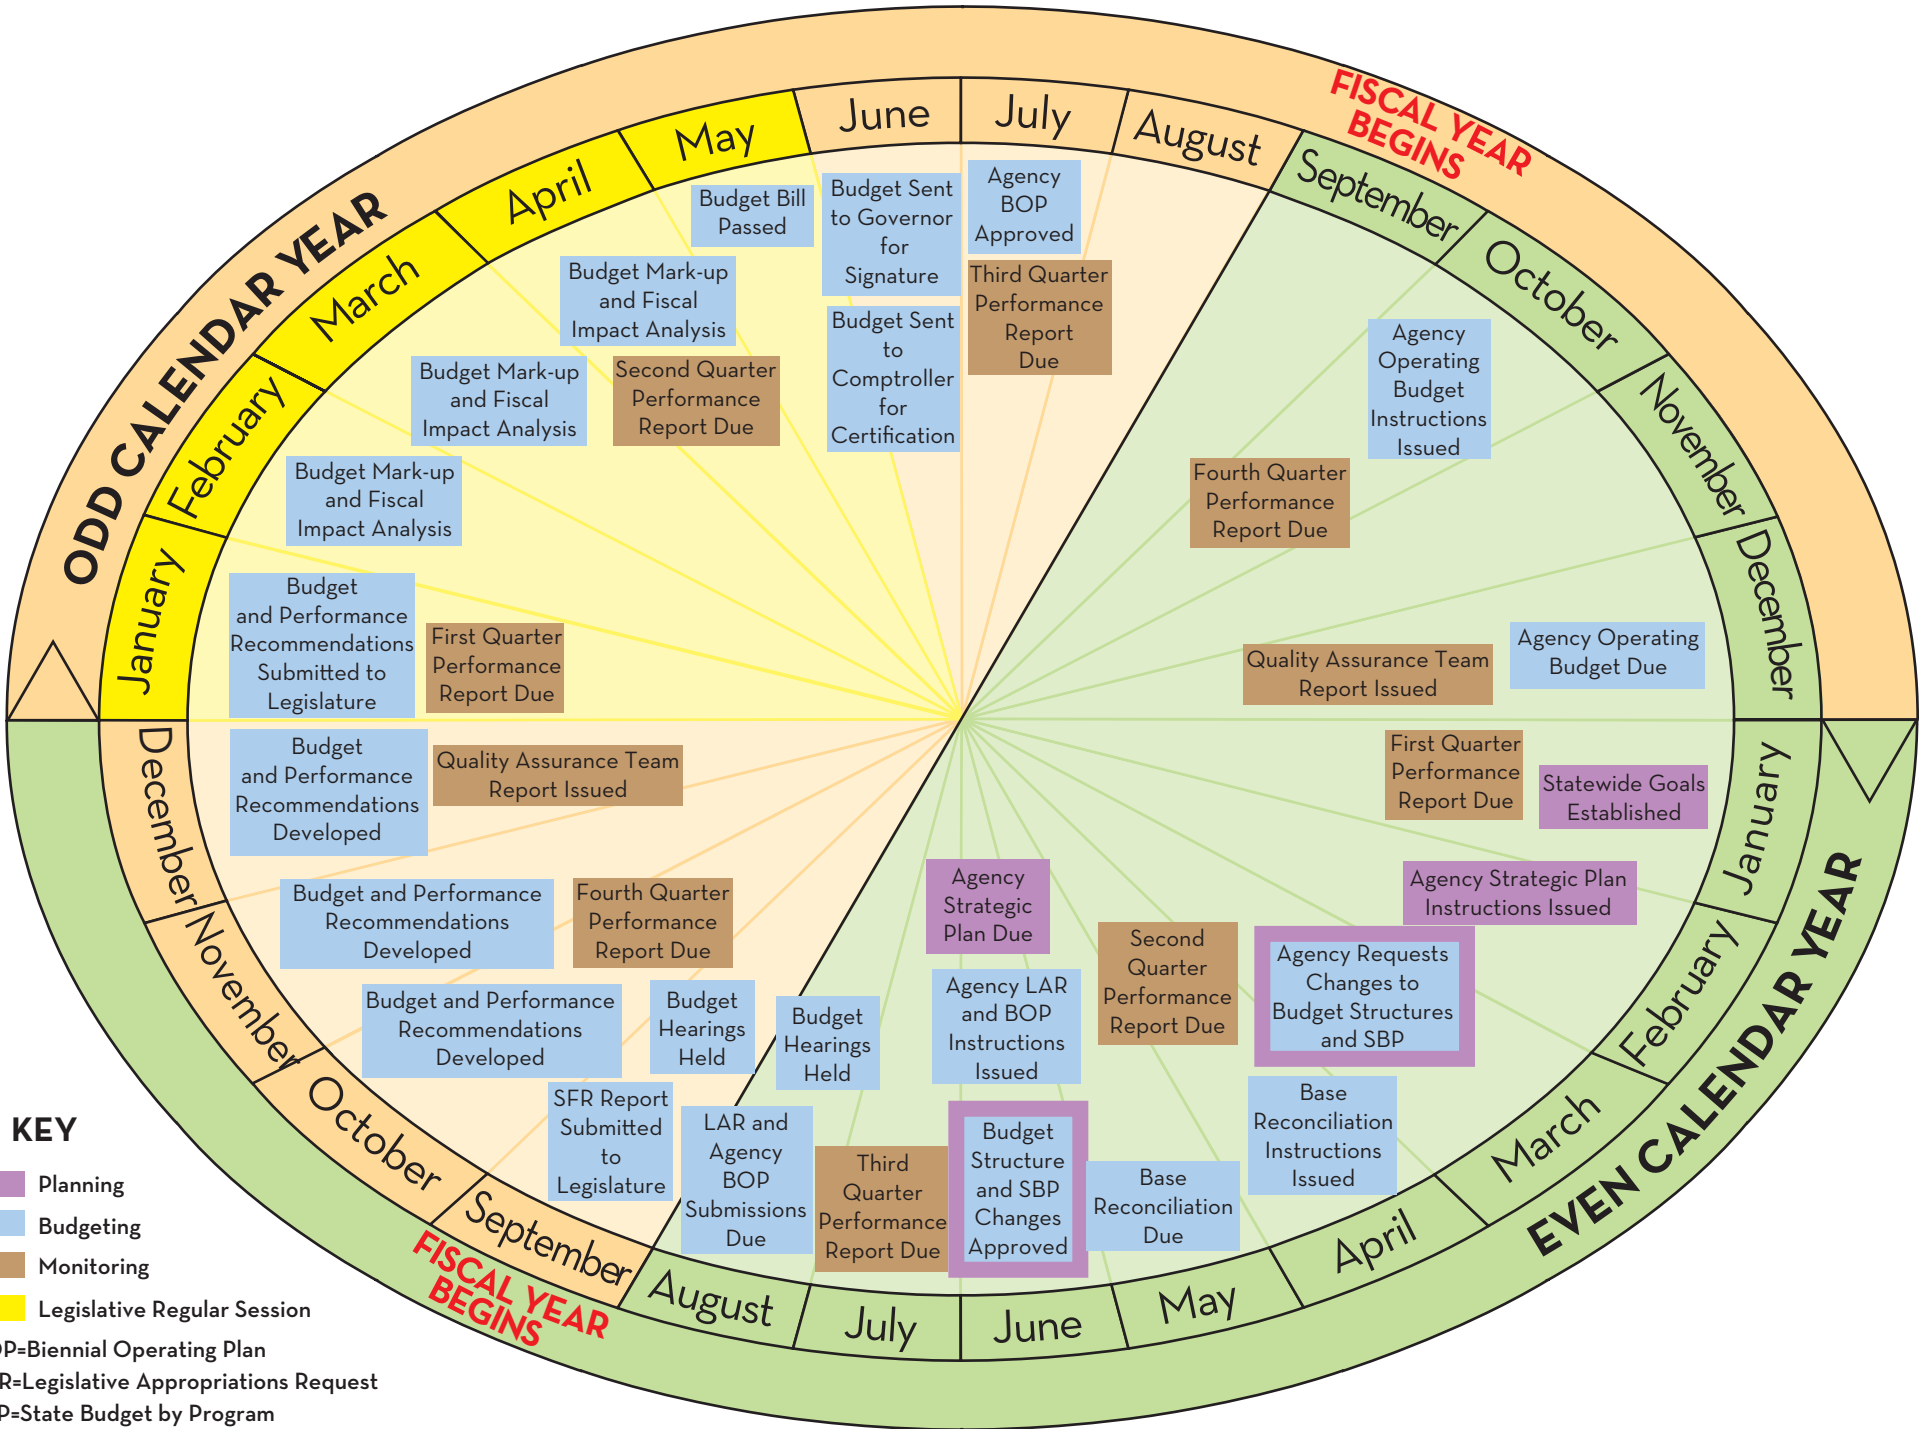 ODD CALENDAR YEAR
January
February
March
April
May
June
July
August
FISCAL YEAR
BEGINS
September
October
November
December
EVEN CALENDAR YEAR
January
February
March
April
May
June
July
August
FISCAL YEAR
BEGINS
September
October
November
December
Budget
and Performance
Recommendations
Submitted to
Legislature
First Quarter
Performance
Report Due
Budget Mark-up
and Fiscal
Impact Analysis
Budget Mark-up
and Fiscal
Impact Analysis
Budget Mark-up
and Fiscal
Impact Analysis
Second Quarter
Performance
Report Due
Budget Bill
Passed
Budget Sent
to Governor
for
Signature
Budget Sent
to
Comptroller
for
Certification
Agency
BOP
Approved
Third Quarter
Performance
Report
Due
Agency
Operating
Budget
Instructions
Issued
Fourth Quarter
Performance
Report Due
Quality Assurance Team
Report Issued
Agency Operating
Budget Due
First Quarter
Performance
Report Due
Statewide Goals
Established
Agency Strategic Plan
Instructions Issued
Agency Requests
Changes to
Budget Structures
and SBP
Second
Quarter
Performance
Report Due
Base
Reconciliation
Instructions
Issued
Base
Reconciliation
Due
Agency
Strategic
Plan Due
Agency LAR
and BOP
Instructions
Issued
Budget
Structure
and SBP
Changes
Approved
Third
Quarter
Performance
Report Due
Budget
Hearings
Held
LAR and
Agency
BOP
Submissions
Due
Budget
Hearings
Held
SFR Report
Submitted
to
Legislature
Budget and Performance
Recommendations
Developed
Budget and Performance
Recommendations
Developed
Fourth Quarter
Performance
Report Due
Budget
and Performance
Recommendations
Developed
Quality Assurance Team
Report Issued
KEY
Planning
Budgeting
Monitoring
Legislative Regular Session
P=Biennial Operating Plan
R=Legislative Appropriations Request
P=State Budget by Program